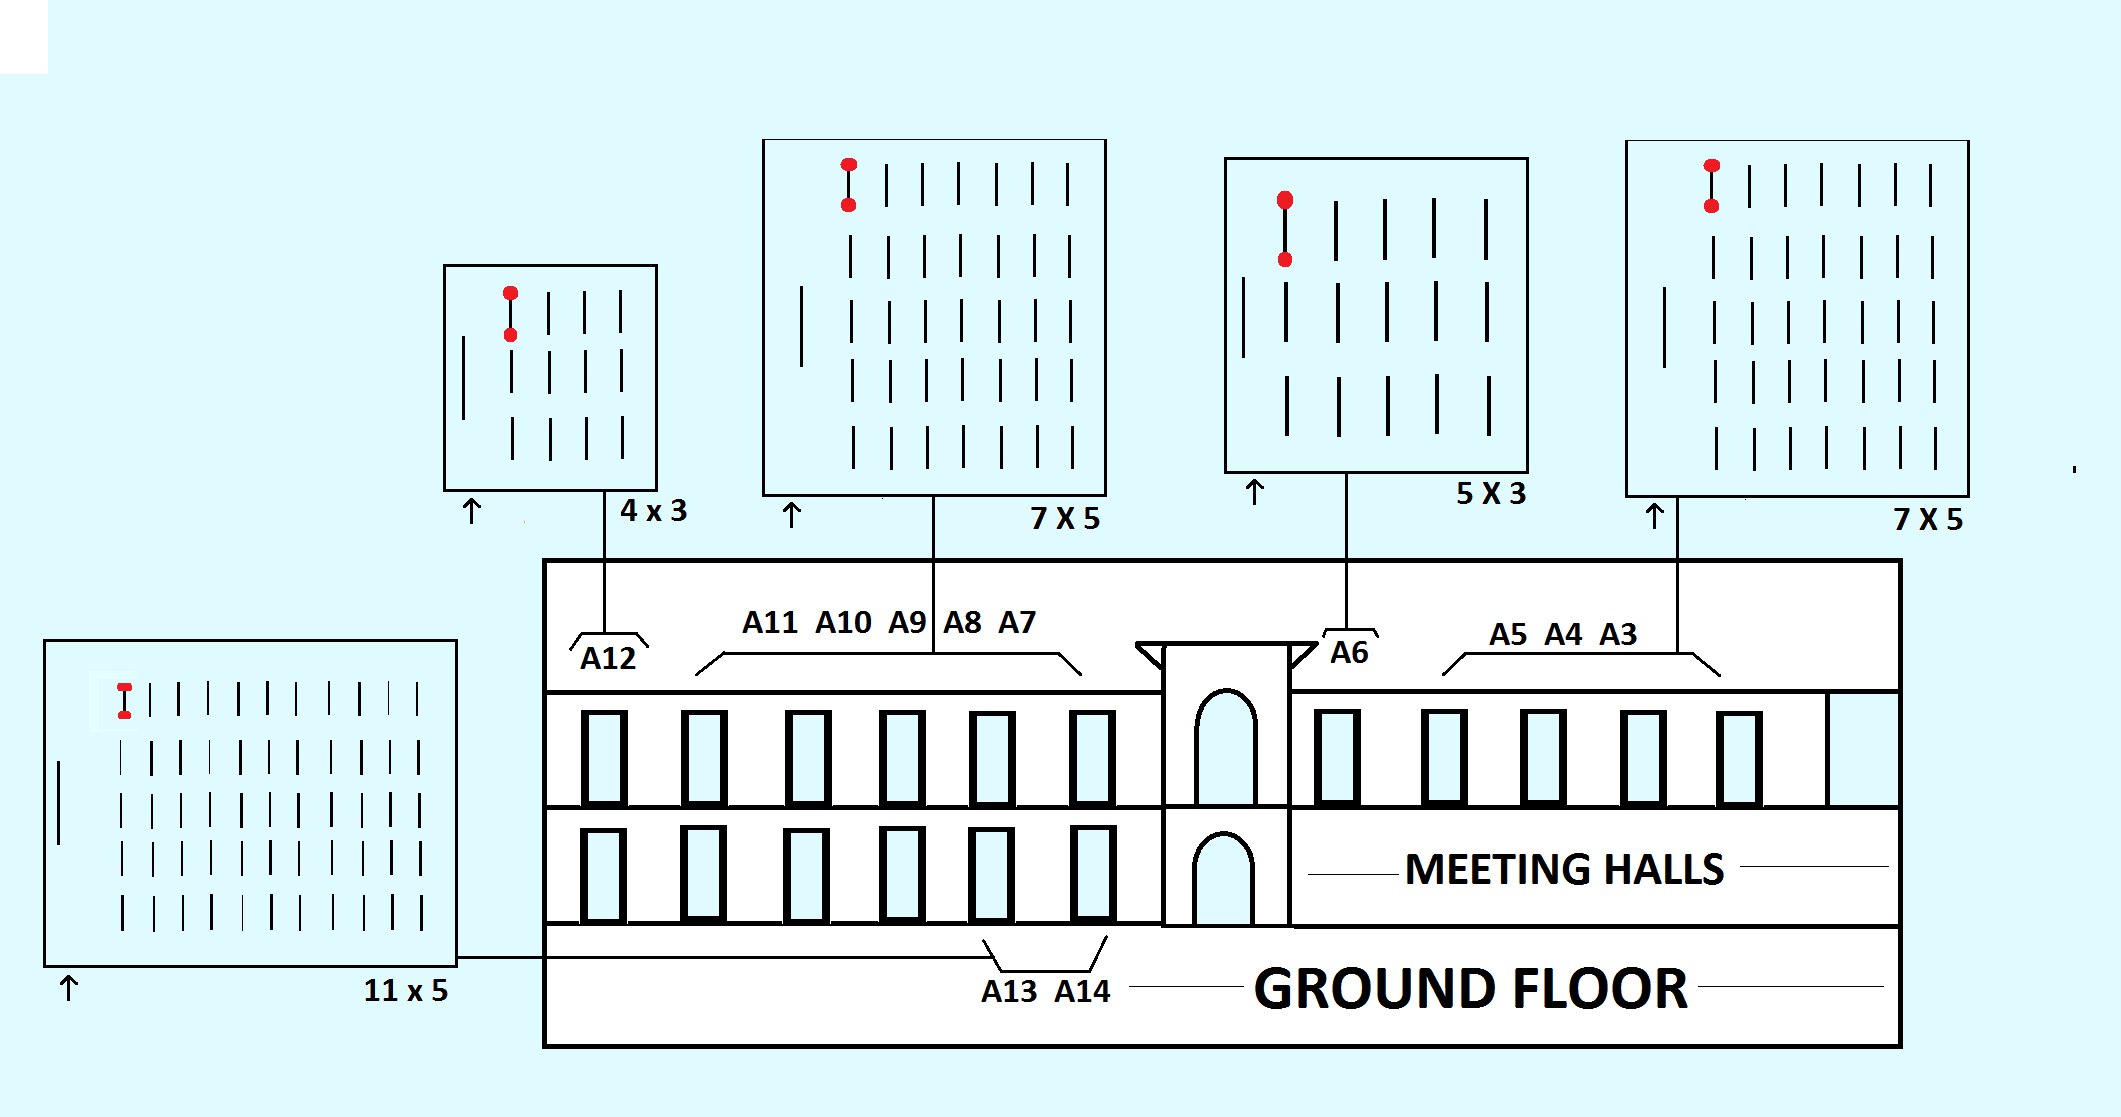 4 x 3
7 X 5
5 X 3
7 X 5
A11 A10 A9 A8 A7
A5 A4 A3
A12
A6
MEETING HALLS
11 x 5
A13 A14
GROUND FLOOR